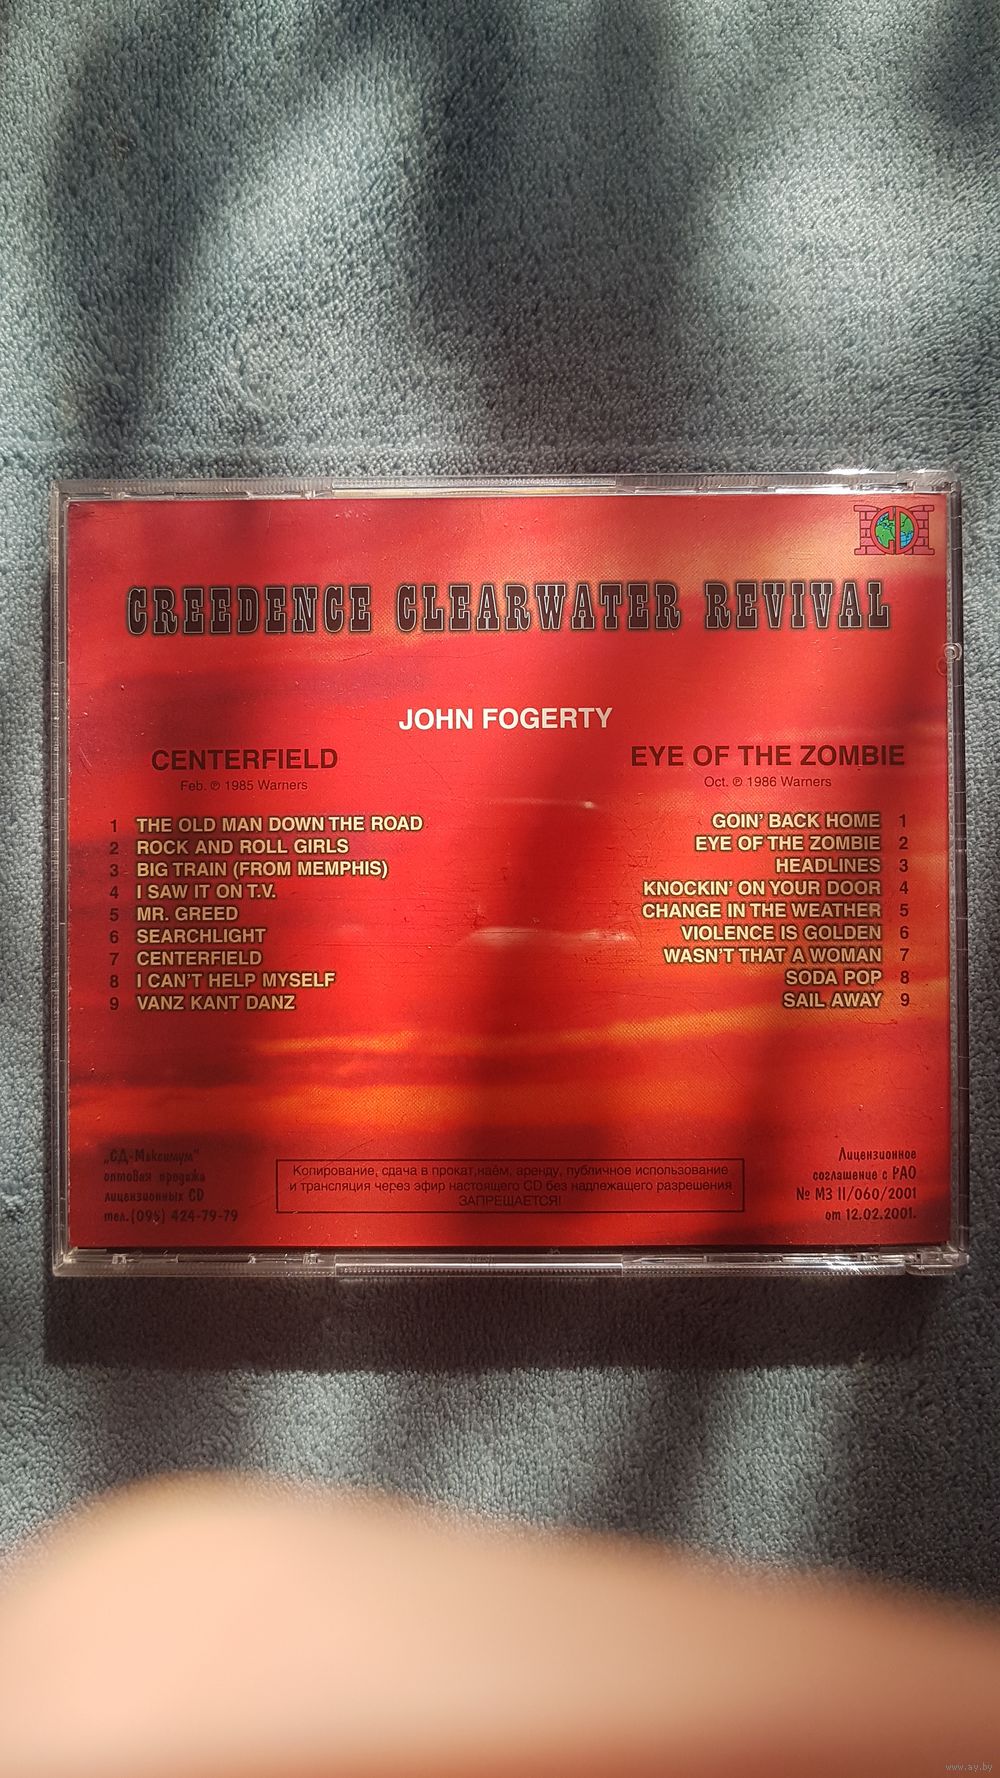 CD
CREEDENCE CLEARWATER REVIVAL
JOHN FOGERTY
CENTERFIELD
Feb. ℗ 1985 Warners
1 THE OLD MAN DOWN THE ROAD
2 ROCK AND ROLL GIRLS
3 BIG TRAIN (FROM MEMPHIS)
4 I SAW IT ON T.V.
5 MR. GREED
6 SEARCHLIGHT
7 CENTERFIELD
8 I CAN'T HELP MYSELF
9 VANZ KANT DANZ
EYE OF THE ZOMBIE
Oct. ℗ 1986 Warners
GOIN' BACK HOME 1
EYE OF THE ZOMBIE 2
HEADLINES 3
KNOCKIN' ON YOUR DOOR 4
CHANGE IN THE WEATHER 5
VIOLENCE IS GOLDEN 6
WASN'T THAT A WOMAN 7
SODA POP 8
SAIL AWAY 9
„СД-Максимум"
оптовая продажа
лицензионных CD
тел.(095) 424-79-79
Копирование, сдача в прокат,наём, аренду, публичное использование
и трансляция через эфир настоящего CD без надлежащего разрешения
ЗАПРЕЩАЕТСЯ!
Лицензионное
соглашение с РАО
№ МЗ II/060/2001
от 12.02.2001.
www.ay.by